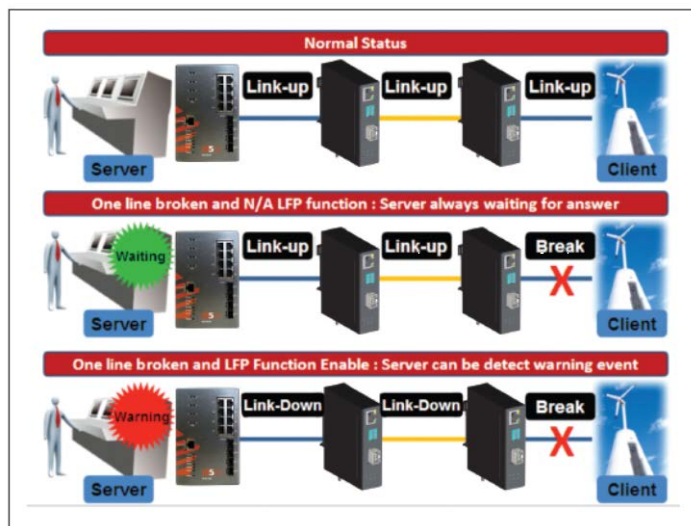 Normal Status
Link-up Link-up Link-up
Server Client
One line broken and N/A LFP function : Server always waiting for answer
Waiting Link-up Link-up Break
X
Server Client
One line broken and LFP Function Enable : Server can be detect warning event
Warning Link-Down Link-Down Break
X
Server Client